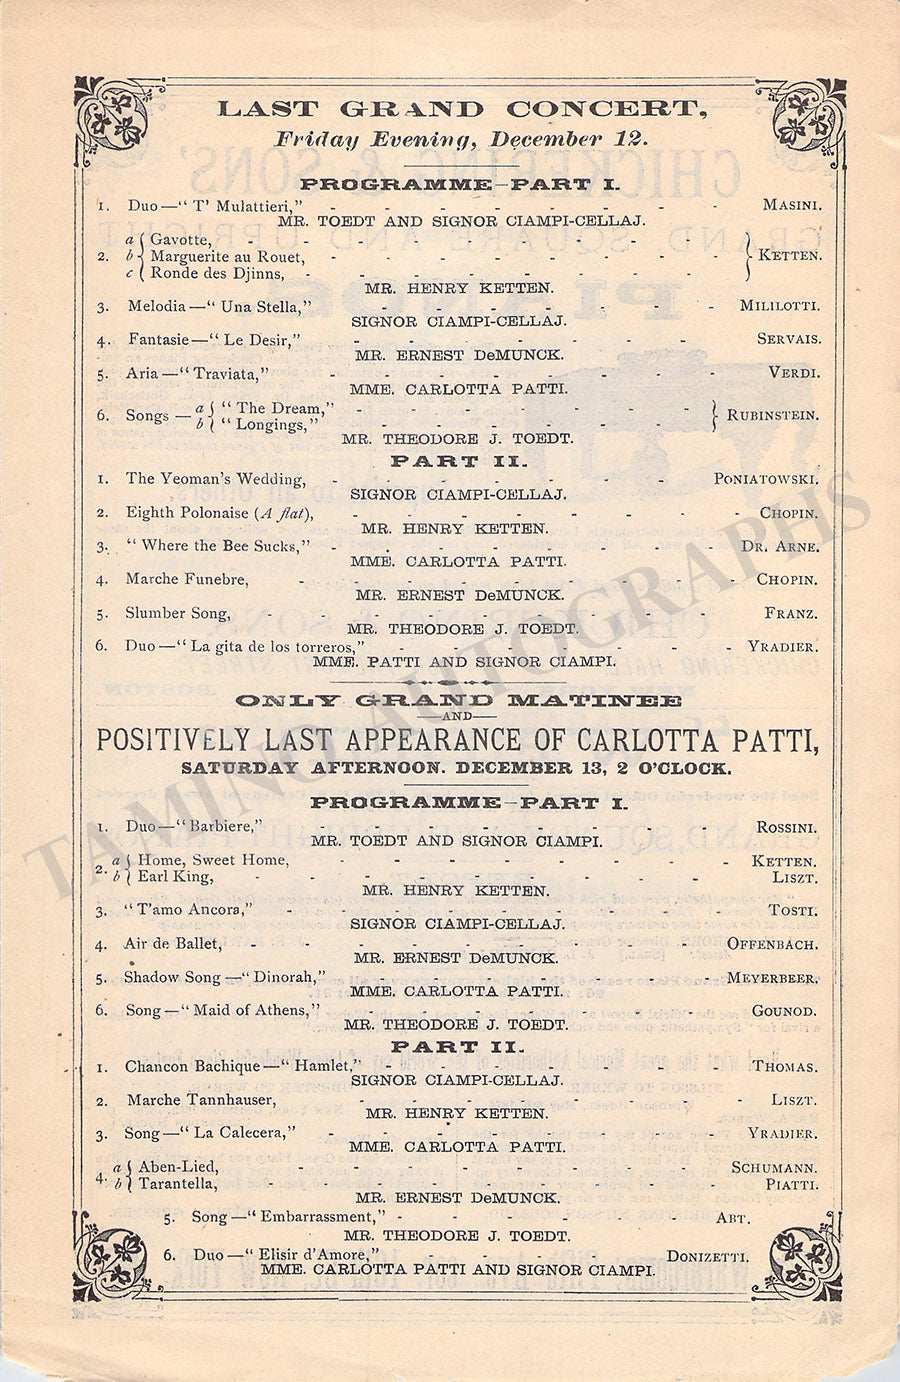 LAST GRAND CONCERT,
Friday Evening, December 12.
PROGRAMME—PART I.
1. Duo—“ T’ Mulattieri,” - - - - - - - - MASINI.
MR. TOEDT AND SIGNOR CIAMPI-CELLAJ.
2. a { Gavotte, - - - - - - - - -
b { Marguerite au Rouet, - - - - - - - - } KETTEN.
c { Ronde des Djinns, - - - - - - - -
MR. HENRY KETTEN.
3. Melodia—“ Una Stella,” - - - - - - - MILILOTTI.
SIGNOR CIAMPI-CELLAJ.
4. Fantasie—“ Le Desir,” - - - - - - - SERVAIS.
MR. ERNEST DeMUNCK.
5. Aria—“ Traviata,” - - - - - - - - VERDI.
MME. CARLOTTA PATTI.
6. Songs— a { “ The Dream,” - - - - - - -
b { “ Longings,” - - - - - - } RUBINSTEIN.
MR. THEODORE J. TOEDT.
PART II.
1. The Yeoman’s Wedding, - - - - - - - PONIATOWSKI.
SIGNOR CIAMPI-CELLAJ.
2. Eighth Polonaise (A flat), - - - - - - - CHOPIN.
MR. HENRY KETTEN.
3. “ Where the Bee Sucks,” - - - - - - - DR. ARNE.
MME. CARLOTTA PATTI.
4. Marche Funebre, - - - - - - - - CHOPIN.
MR. ERNEST DeMUNCK.
5. Slumber Song, - - - - - - - - FRANZ.
MR. THEODORE J. TOEDT.
6. Duo—“ La gita de los torreros,” - - - - - - - YRADIER.
MME. PATTI AND SIGNOR CIAMPI.
ONLY GRAND MATINEE
—AND—
POSITIVELY LAST APPEARANCE OF CARLOTTA PATTI,
SATURDAY AFTERNOON. DECEMBER 13, 2 O’CLOCK.
PROGRAMME—PART I.
1. Duo—“ Barbiere,” - - - - - - - - ROSSINI.
MR. TOEDT AND SIGNOR CIAMPI.
2. a { Home, Sweet Home, - - - - - - - KETTEN.
b { Earl King, - - - - - - - - LISZT.
MR. HENRY KETTEN.
3. “ T’amo Ancora,” - - - - - - - - TOSTI.
SIGNOR CIAMPI-CELLAJ.
4. Air de Ballet, - - - - - - - - OFFENBACH.
MR. ERNEST DeMUNCK.
5. Shadow Song—“ Dinorah,” - - - - - - - MEYERBEER.
MME. CARLOTTA PATTI.
6. Song—“ Maid of Athens,” - - - - - - - GOUNOD.
MR. THEODORE J. TOEDT.
PART II.
1. Chancon Bachique—“ Hamlet,” - - - - - - - THOMAS.
SIGNOR CIAMPI-CELLAJ.
2. Marche Tannhauser, - - - - - - - - LISZT.
MR. HENRY KETTEN.
3. Song—“ La Calecera,” - - - - - - - YRADIER.
MME. CARLOTTA PATTI.
4. a { Aben-Lied, - - - - - - - - SCHUMANN.
b { Tarantella, - - - - - - - - PIATTI.
MR. ERNEST DeMUNCK.
5. Song—“ Embarrassment,” - - - - - ABT.
MR. THEODORE J. TOEDT.
6. Duo—“ Elisir d’Amore,” - - - - - - DONIZETTI.
MME. CARLOTTA PATTI AND SIGNOR CIAMPI.
TAMINO AUTOGRAPHS